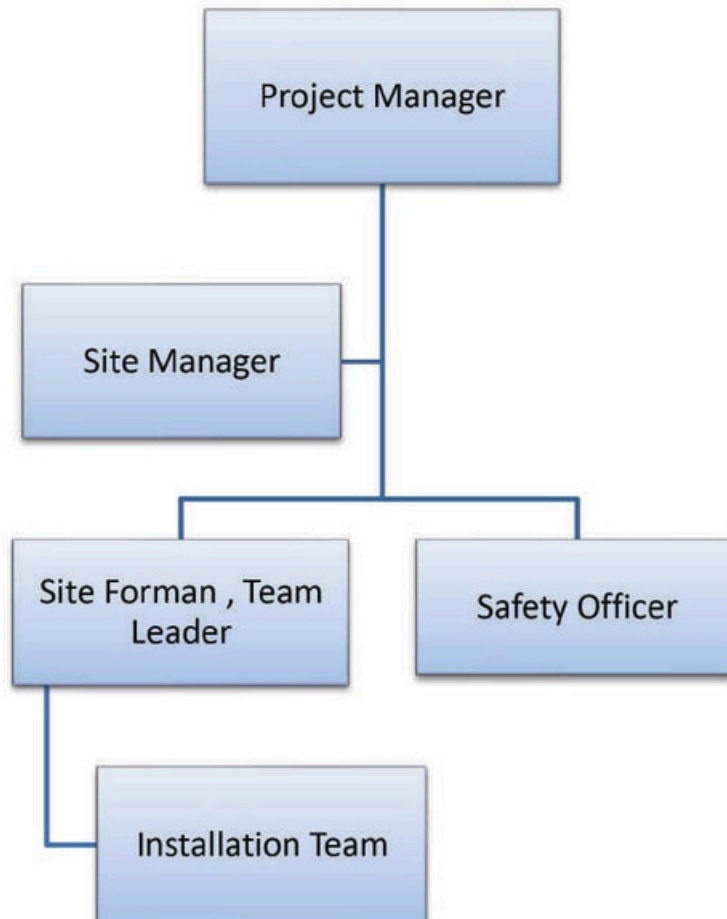 Project Manager
Site Manager
Site Forman , Team
Leader
Safety Officer
Installation Team